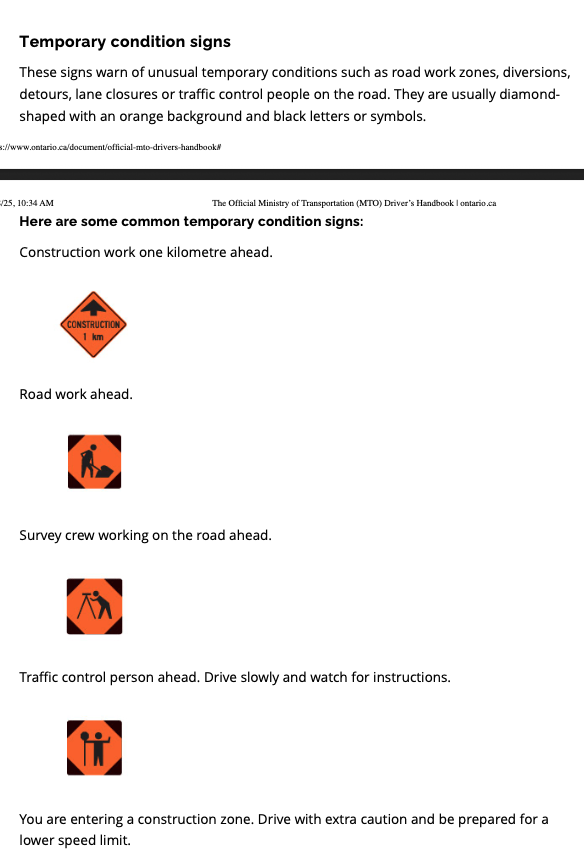 Temporary condition signs
These signs warn of unusual temporary conditions such as road work zones, diversions,
detours, lane closures or traffic control people on the road. They are usually diamond-
shaped with an orange background and black letters or symbols.
s://www.ontario.ca/document/official-mto-drivers-handbook#
/25, 10:34 AM The Official Ministry of Transportation (MTO) Driver's Handbook | ontario.ca
Here are some common temporary condition signs:
Construction work one kilometre ahead.
CONSTRUCTION
1 km
Road work ahead.
Survey crew working on the road ahead.
Traffic control person ahead. Drive slowly and watch for instructions.
You are entering a construction zone. Drive with extra caution and be prepared for a
lower speed limit.